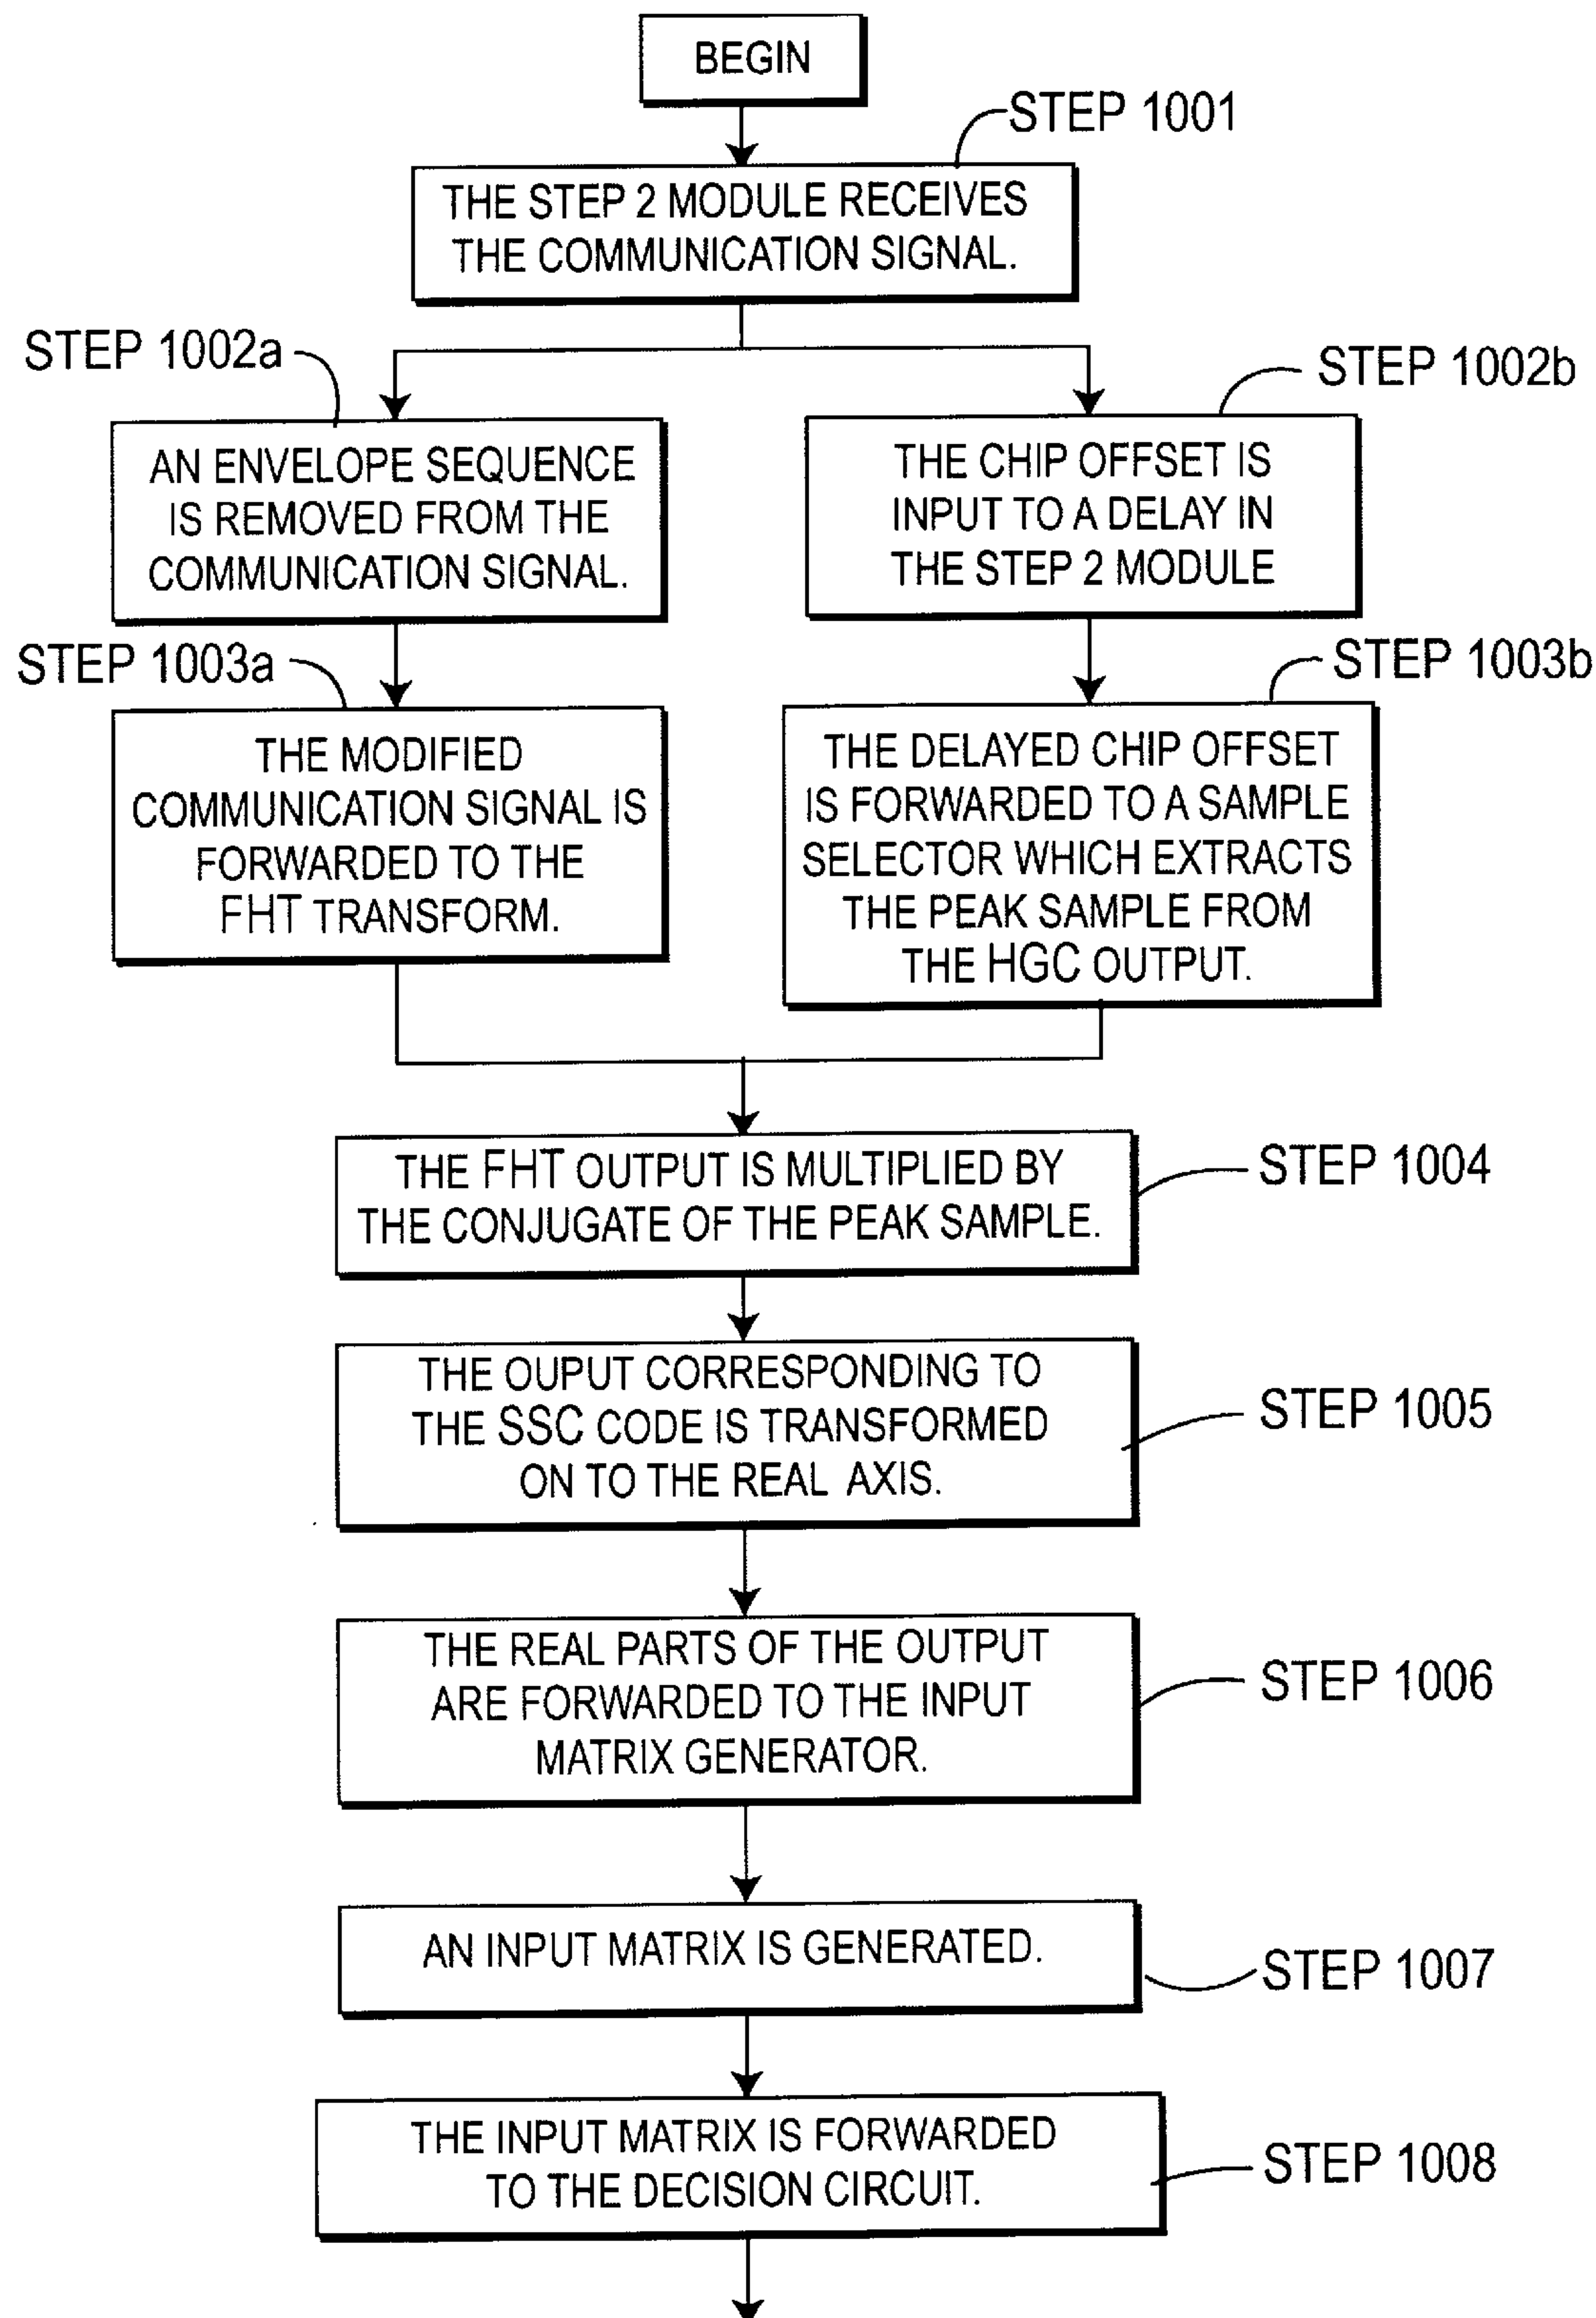 BEGIN
STEP 1001
THE STEP 2 MODULE RECEIVES
THE COMMUNICATION SIGNAL.
STEP 1002a
AN ENVELOPE SEQUENCE
IS REMOVED FROM THE
COMMUNICATION SIGNAL.
STEP 1002b
THE CHIP OFFSET IS
INPUT TO A DELAY IN
THE STEP 2 MODULE
STEP 1003a
THE MODIFIED
COMMUNICATION SIGNAL IS
FORWARDED TO THE
FHT TRANSFORM.
STEP 1003b
THE DELAYED CHIP OFFSET
IS FORWARDED TO A SAMPLE
SELECTOR WHICH EXTRACTS
THE PEAK SAMPLE FROM
THE HGC OUTPUT.
THE FHT OUTPUT IS MULTIPLIED BY
THE CONJUGATE OF THE PEAK SAMPLE.
STEP 1004
THE OUPUT CORRESPONDING TO
THE SSC CODE IS TRANSFORMED
ON TO THE REAL AXIS.
STEP 1005
THE REAL PARTS OF THE OUTPUT
ARE FORWARDED TO THE INPUT
MATRIX GENERATOR.
STEP 1006
AN INPUT MATRIX IS GENERATED.
STEP 1007
THE INPUT MATRIX IS FORWARDED
TO THE DECISION CIRCUIT.
STEP 1008